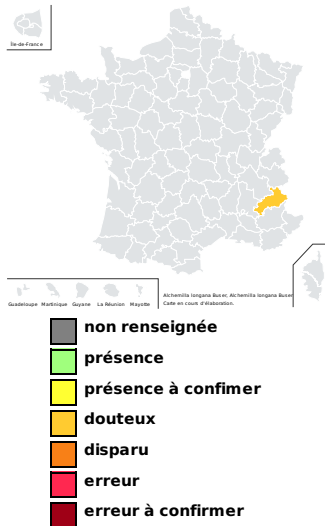 Île-de-France
Guadeloupe Martinique Guyane La Réunion Mayotte
Alchemilla longana Buser, Alchemilla longana Buser
Carte en cours d'élaboration.
non renseignée
présence
présence à confimer
douteux
disparu
erreur
erreur à confirmer